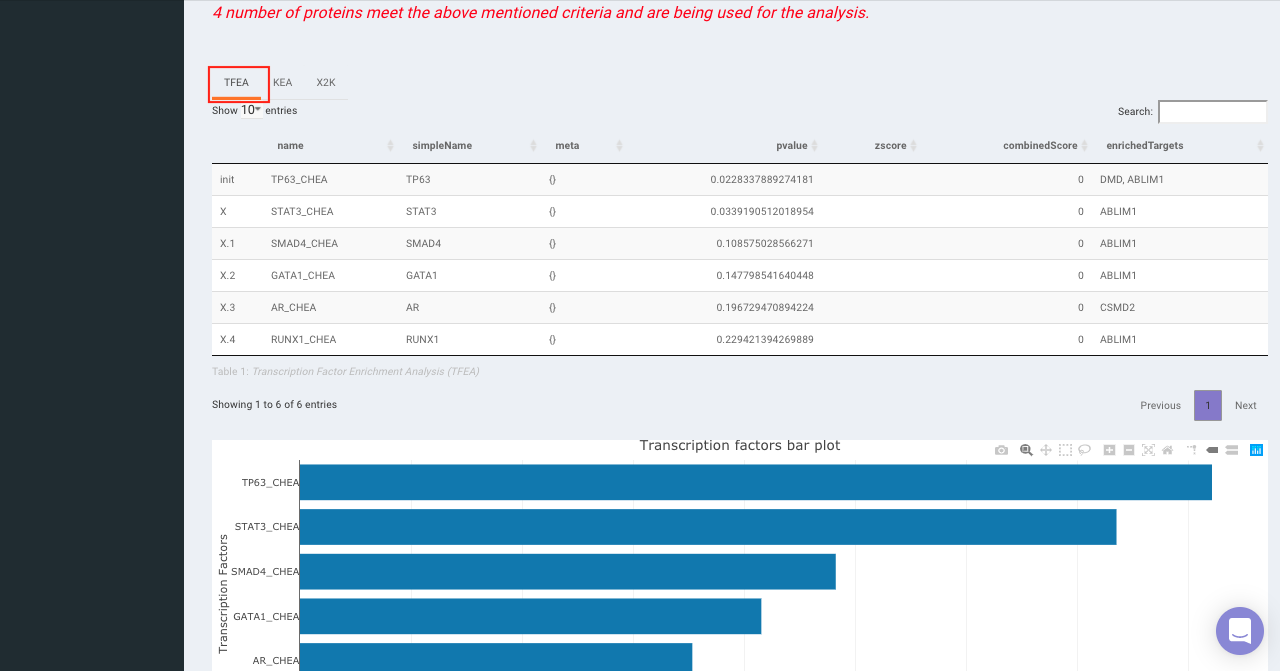 4 number of proteins meet the above mentioned criteria and are being used for the analysis.
TFEA KEA X2K
Show 10 entries Search:
name simpleName meta pvalue zscore combinedScore enrichedTargets
init TP63_CHEA TP63 {} 0.0228337889274181 0 DMD, ABLIM1
X STAT3_CHEA STAT3 {} 0.0339190512018954 0 ABLIM1
X.1 SMAD4_CHEA SMAD4 {} 0.108575028566271 0 ABLIM1
X.2 GATA1_CHEA GATA1 {} 0.147798541640448 0 ABLIM1
X.3 AR_CHEA AR {} 0.196729470894224 0 CSMD2
X.4 RUNX1_CHEA RUNX1 {} 0.229421394269889 0 ABLIM1
Table 1: Transcription Factor Enrichment Analysis (TFEA)
Showing 1 to 6 of 6 entries Previous 1 Next
Transcription factors bar plot
Transcription Factors
TP63_CHEA
STAT3_CHEA
SMAD4_CHEA
GATA1_CHEA
AR_CHEA